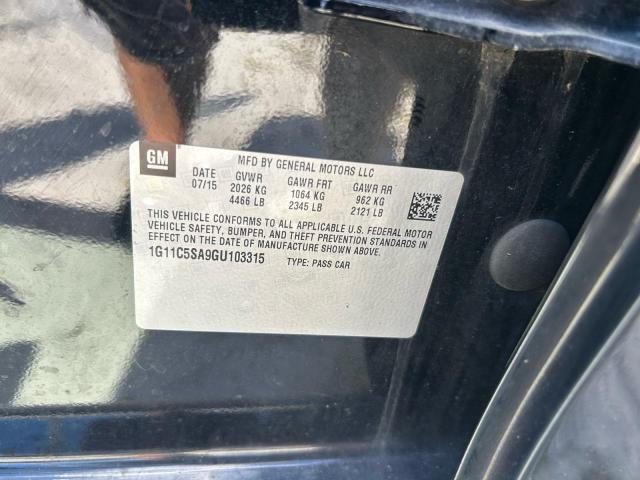 GM
MFD BY GENERAL MOTORS LLC
DATE GVWR GAWR FRT GAWR RR
07/15 2026 KG 1064 KG 962 KG
4466 LB 2345 LB 2121 LB
THIS VEHICLE CONFORMS TO ALL APPLICABLE U.S. FEDERAL MOTOR
VEHICLE SAFETY, BUMPER, AND THEFT PREVENTION STANDARDS IN
EFFECT ON THE DATE OF MANUFACTURE SHOWN ABOVE.
1G11C5SA9GU103315 TYPE: PASS CAR